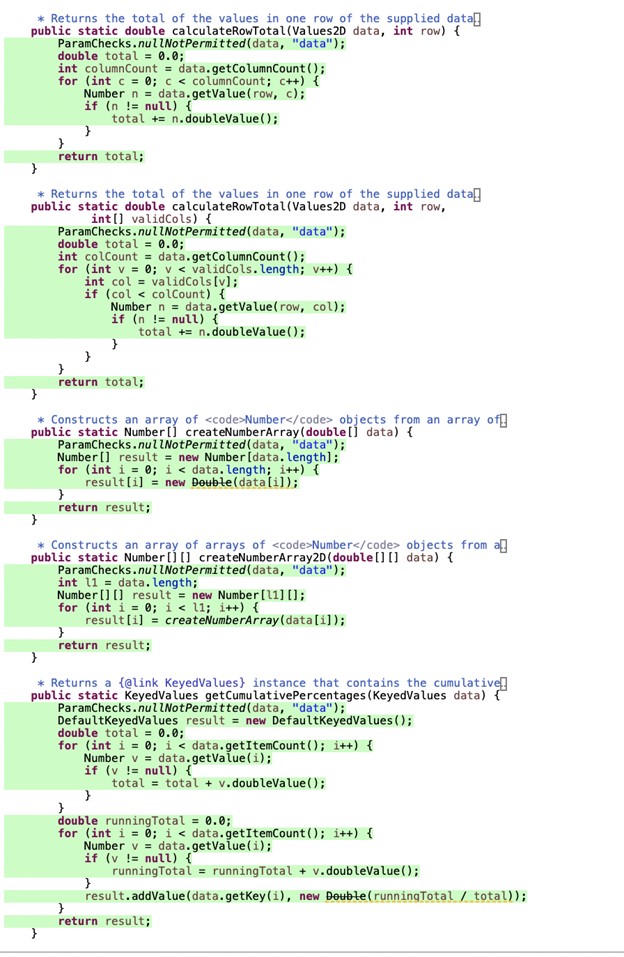 * Returns the total of the values in one row of the supplied data
public static double calculateRowTotal(Values2D data, int row) {
ParamChecks.nullNotPermitted(data, "data");
double total = 0.0;
int columnCount = data.getColumnCount();
for (int c = 0; c < columnCount; c++) {
Number n = data.getValue(row, c);
if (n != null) {
total += n.doubleValue();
}
}
return total;
}
* Returns the total of the values in one row of the supplied data
public static double calculateRowTotal(Values2D data, int row,
int[] validCols) {
ParamChecks.nullNotPermitted(data, "data");
double total = 0.0;
int colCount = data.getColumnCount();
for (int v = 0; v < validCols.length; v++) {
int col = validCols[v];
if (col < colCount) {
Number n = data.getValue(row, col);
if (n != null) {
total += n.doubleValue();
}
}
}
return total;
}
* Constructs an array of <code>Number</code> objects from an array of
public static Number[] createNumberArray(double[] data) {
ParamChecks.nullNotPermitted(data, "data");
Number[] result = new Number[data.length];
for (int i = 0; i < data.length; i++) {
result[i] = new Double(data[i]);
}
return result;
}
* Constructs an array of arrays of <code>Number</code> objects from a
public static Number[][] createNumberArray2D(double[][] data) {
ParamChecks.nullNotPermitted(data, "data");
int l1 = data.length;
Number[][] result = new Number[l1][];
for (int i = 0; i < l1; i++) {
result[i] = createNumberArray(data[i]);
}
return result;
}
* Returns a {@link KeyedValues} instance that contains the cumulative
public static KeyedValues getCumulativePercentages(KeyedValues data) {
ParamChecks.nullNotPermitted(data, "data");
DefaultKeyedValues result = new DefaultKeyedValues();
double total = 0.0;
for (int i = 0; i < data.getItemCount(); i++) {
Number v = data.getValue(i);
if (v != null) {
total = total + v.doubleValue();
}
}
double runningTotal = 0.0;
for (int i = 0; i < data.getItemCount(); i++) {
Number v = data.getValue(i);
if (v != null) {
runningTotal = runningTotal + v.doubleValue();
}
result.addValue(data.getKey(i), new Double(runningTotal / total));
}
return result;
}